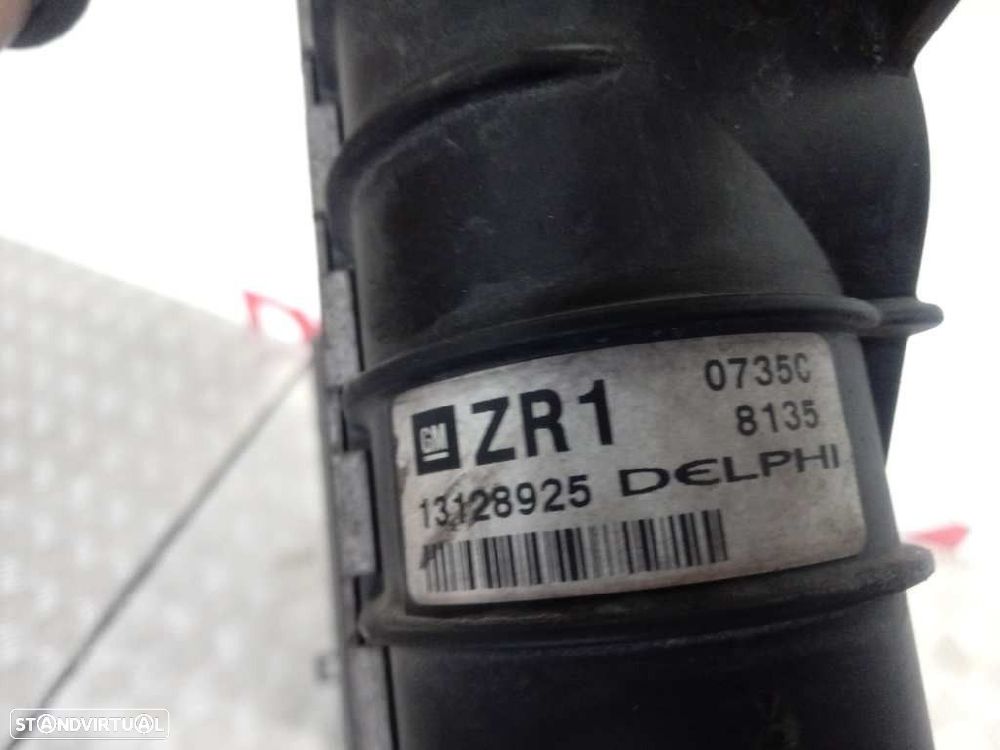 GM ZR1 0735C
8135
13128925 DELPHI
STANDVIRTUAL